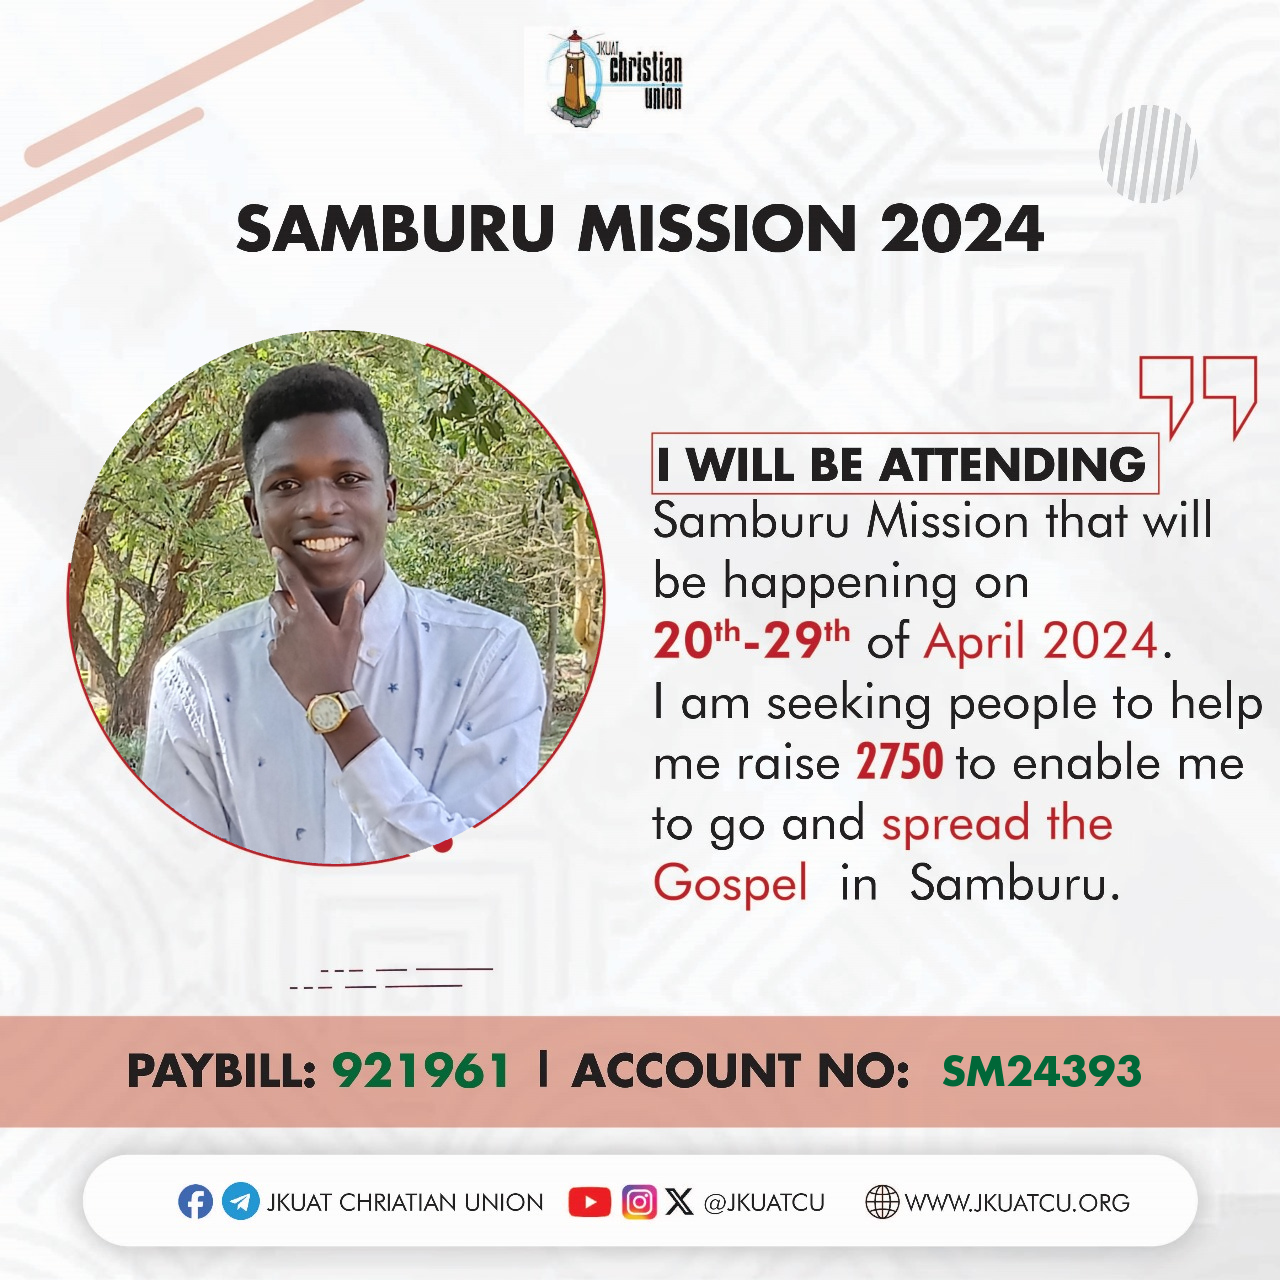 JKUAT
christian
union
SAMBURU MISSION 2024
I WILL BE ATTENDING
Samburu Mission that will
be happening on
20th-29th of April 2024.
I am seeking people to help
me raise 2750 to enable me
to go and spread the
Gospel in Samburu.
PAYBILL: 921961 | ACCOUNT NO: SM24393
JKUAT CHRIATIAN UNION @JKUATCU WWW.JKUATCU.ORG